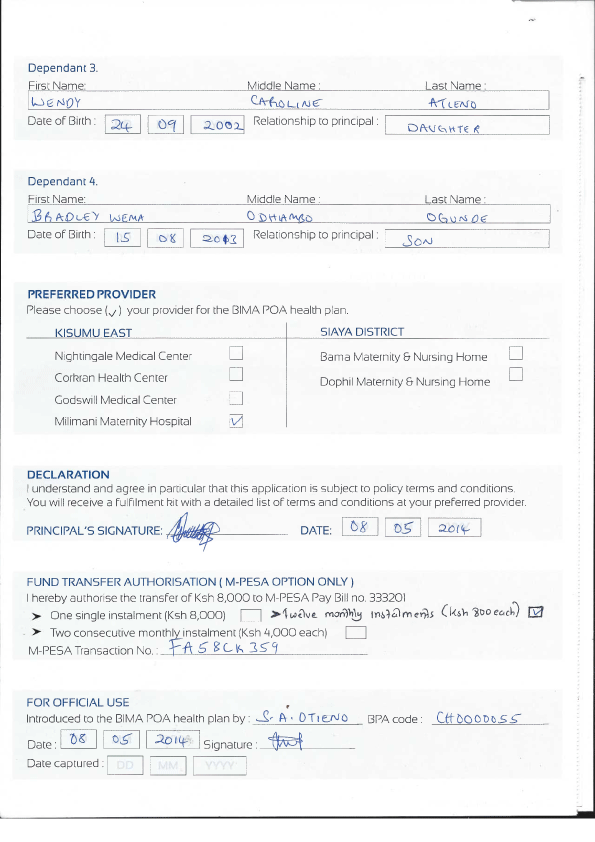 Dependant 3.
First Name: Middle Name : Last Name :
WENDY CAROLINE ATIENO
Date of Birth : 24 09 2002 Relationship to principal : DAUGHTER
Dependant 4.
First Name: Middle Name : Last Name :
BRADLEY WEMA ODHIAMBO OGUNDE
Date of Birth : 15 08 2013 Relationship to principal : SON
PREFERRED PROVIDER
Please choose (✓) your provider for the BIMA POA health plan.
KISUMU EAST SIAYA DISTRICT
Nightingale Medical Center Bama Maternity & Nursing Home
Corkran Health Center Dophil Maternity & Nursing Home
Godswill Medical Center
Milimani Maternity Hospital ✓
DECLARATION
I understand and agree in particular that this application is subject to policy terms and conditions.
You will receive a fulfilment kit with a detailed list of terms and conditions at your preferred provider.
PRINCIPAL'S SIGNATURE: DATE: 08 05 2014
FUND TRANSFER AUTHORISATION ( M-PESA OPTION ONLY )
I hereby authorise the transfer of Ksh 8,000 to M-PESA Pay Bill no. 333201
➤ One single instalment (Ksh 8,000) ➤ Twelve monthly instalments (Ksh 800 each) ✓
➤ Two consecutive monthly instalment (Ksh 4,000 each)
M-PESA Transaction No. : FA58CK359
FOR OFFICIAL USE
Introduced to the BIMA POA health plan by : S. A. OTIENO BPA code : CH0000055
Date : 08 05 2014 Signature :
Date captured : DD MM YYYY